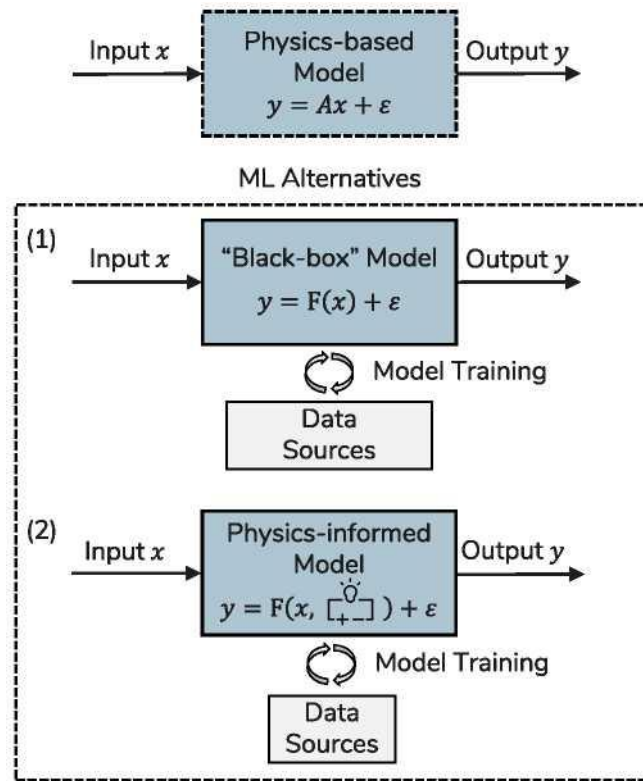 Input x
Physics-based
Model
y = Ax + ε
Output y
ML Alternatives
(1)
Input x
“Black-box” Model
y = F(x) + ε
Output y
Model Training
Data
Sources
(2)
Input x
Physics-informed
Model
y = F(x, + − ) + ε
Output y
Model Training
Data
Sources